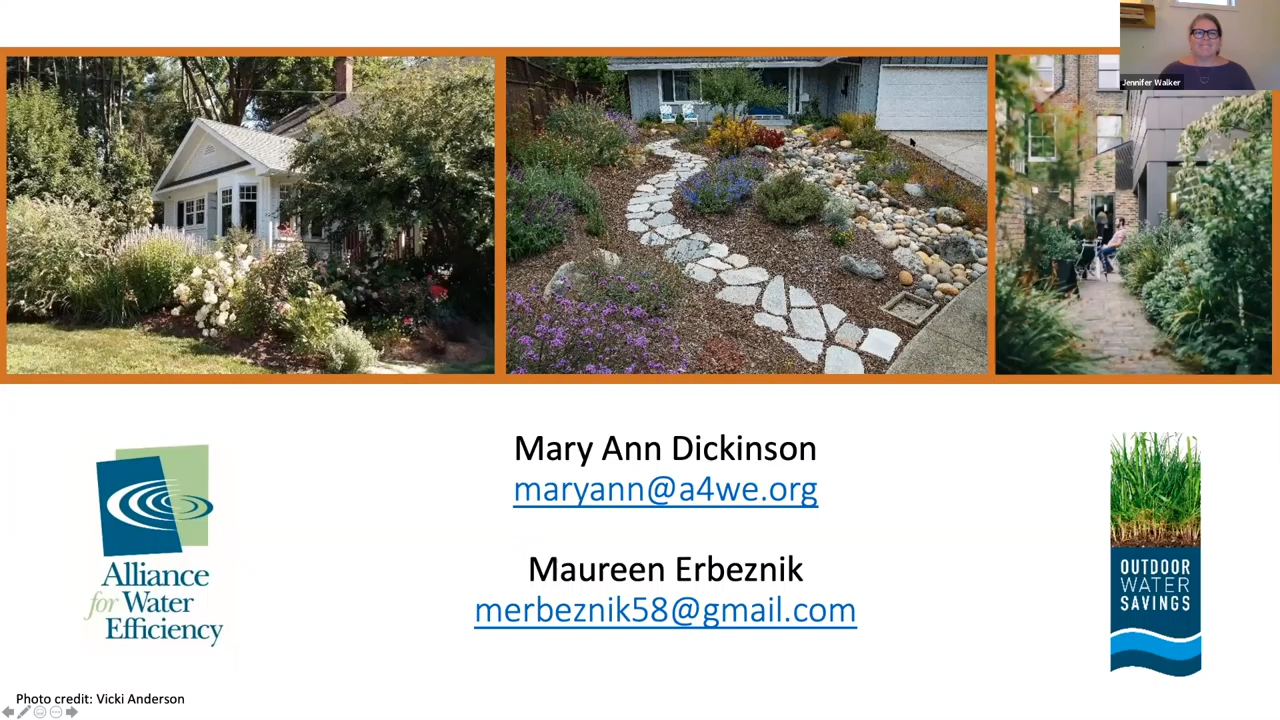 Jennifer Walker
Mary Ann Dickinson
maryann@a4we.org
Maureen Erbeznik
merbeznik58@gmail.com
Alliance
for Water
Efficiency
OUTDOOR
WATER
SAVINGS
Photo credit: Vicki Anderson